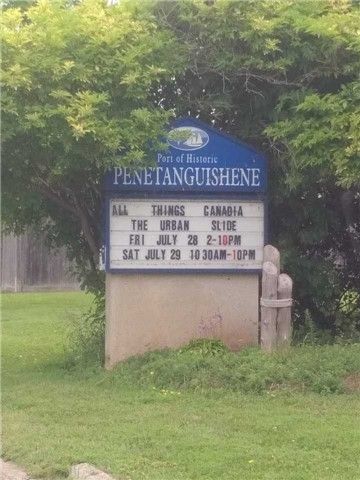 Port of Historic
PENETANGUISHENE
ALL THINGS CANADIA
THE URBAN SLIDE
FRI JULY 28 2-10PM
SAT JULY 29 10 30AM-10PM